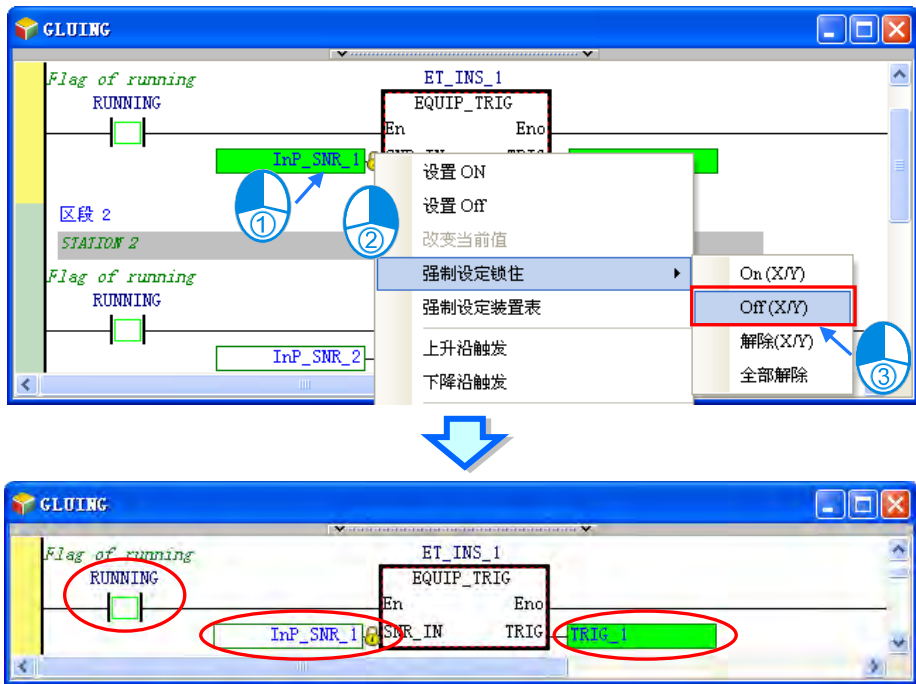 GLUING
Flag of running
ET_INS_1
RUNNING
EQUIP_TRIG
En Eno
InP_SNR_1
设置 ON
①
设置 Off
区段 2
②
改变当前值
STATION 2
强制设定锁住
On(X/Y)
Flag of running
RUNNING
强制设定装置表
Off(X/Y)
上升沿触发
解除(X/Y)
InP_SNR_2
下降沿触发
全部解除
③
GLUING
Flag of running
ET_INS_1
RUNNING
EQUIP_TRIG
En Eno
InP_SNR_1 SNR_IN TRIG TRIG_1